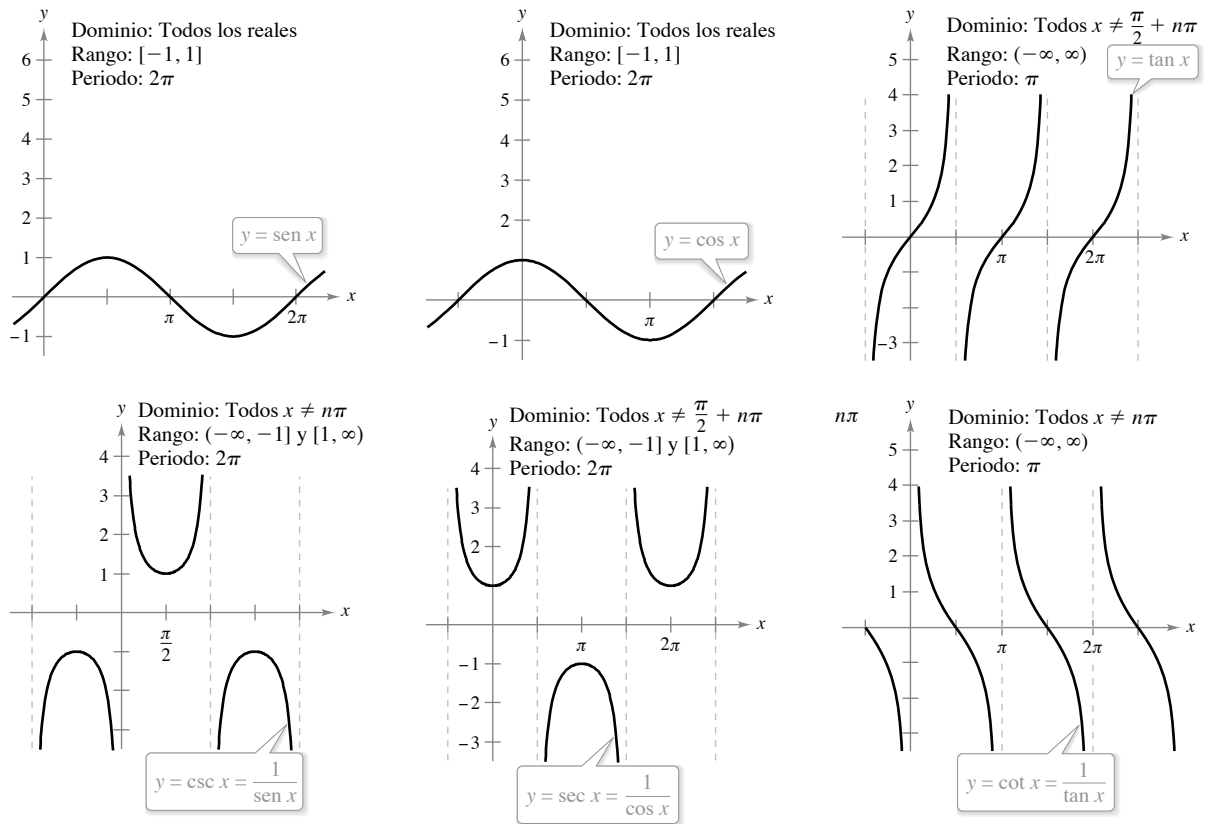 y
Dominio: Todos los reales
Rango: [−1, 1]
Periodo: 2π
6
5
4
3
2
1
−1
y = sen x
x
π
2π
y
Dominio: Todos los reales
Rango: [−1, 1]
Periodo: 2π
6
5
4
3
2
−1
y = cos x
x
π
y
Dominio: Todos x ≠ π/2 + nπ
Rango: (−∞, ∞)
Periodo: π
y = tan x
5
4
3
2
1
−3
x
π
2π
y
Dominio: Todos x ≠ nπ
Rango: (−∞, −1] y [1, ∞)
Periodo: 2π
4
3
2
1
x
π/2
y = csc x = 1/sen x
y
Dominio: Todos x ≠ π/2 + nπ
Rango: (−∞, −1] y [1, ∞)
Periodo: 2π
4
3
2
x
π
2π
−1
−2
−3
y = sec x = 1/cos x
nπ
y
Dominio: Todos x ≠ nπ
Rango: (−∞, ∞)
Periodo: π
5
4
3
2
1
x
π
2π
y = cot x = 1/tan x